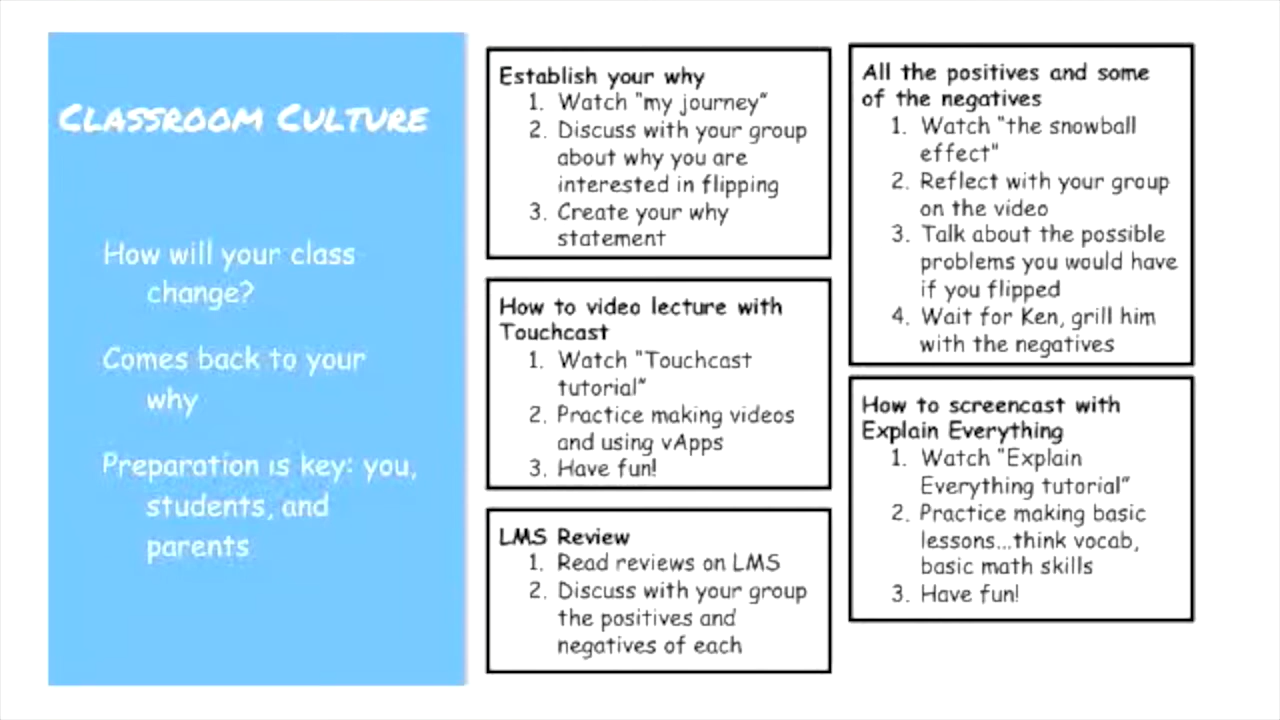 Classroom Culture
How will your class
change?
Comes back to your
why
Preparation is key: you,
students, and
parents
Establish your why
1. Watch "my journey"
2. Discuss with your group
about why you are
interested in flipping
3. Create your why
statement
How to video lecture with
Touchcast
1. Watch "Touchcast
tutorial"
2. Practice making videos
and using vApps
3. Have fun!
LMS Review
1. Read reviews on LMS
2. Discuss with your group
the positives and
negatives of each
All the positives and some
of the negatives
1. Watch "the snowball
effect"
2. Reflect with your group
on the video
3. Talk about the possible
problems you would have
if you flipped
4. Wait for Ken, grill him
with the negatives
How to screencast with
Explain Everything
1. Watch "Explain
Everything tutorial"
2. Practice making basic
lessons...think vocab,
basic math skills
3. Have fun!